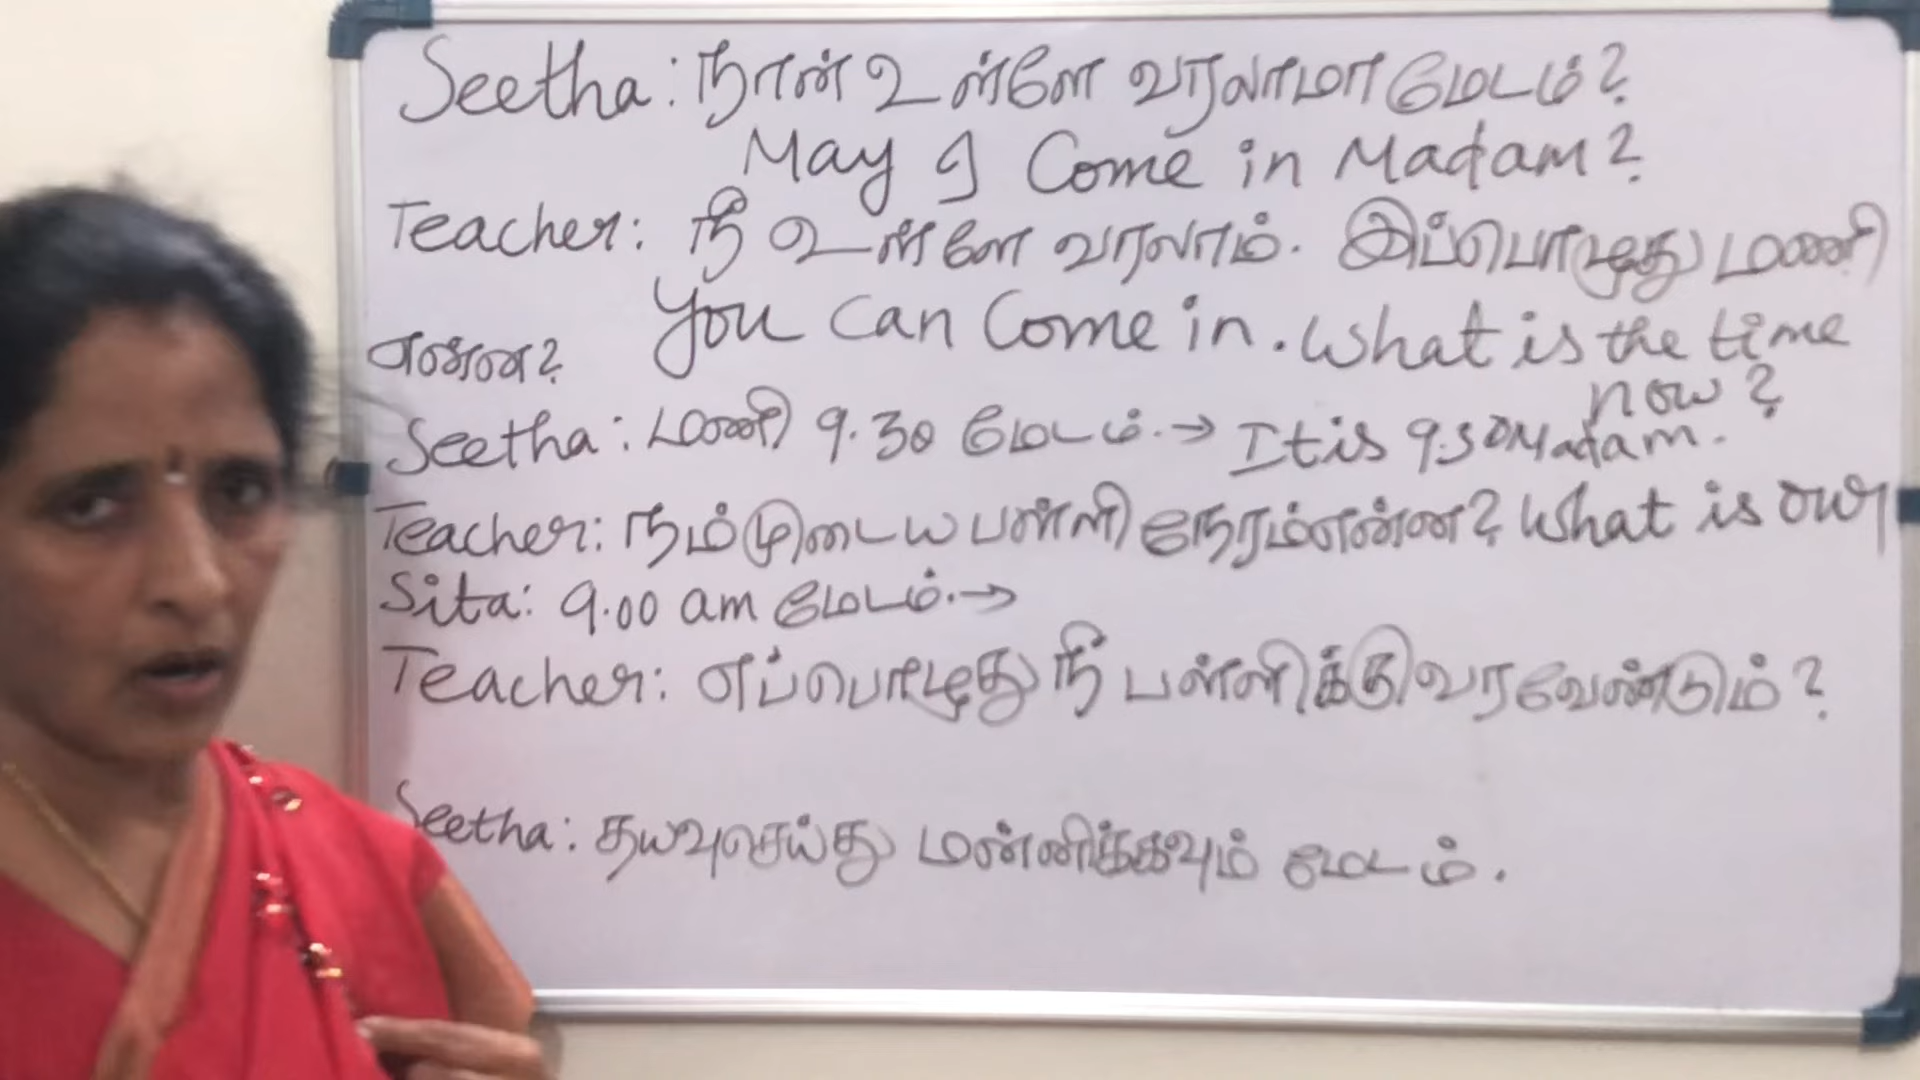 Seetha: நான் உள்ளே வரலாமா மேடம்?
May I Come in Madam?
Teacher: நீ உள்ளே வரலாம். இப்பொழுது மணி
என்ன? You can Come in. What is the time
now?
Seetha: மணி 9.30 மேடம். → It is 9.30 Madam.
Teacher: நம்முடைய பள்ளி நேரம் என்ன? What is our
Sita: 9.00 am மேடம். →
Teacher: எப்பொழுது நீ பள்ளிக்கு வர வேண்டும்?
Seetha: தயவுசெய்து மன்னிக்கவும் மேடம்.